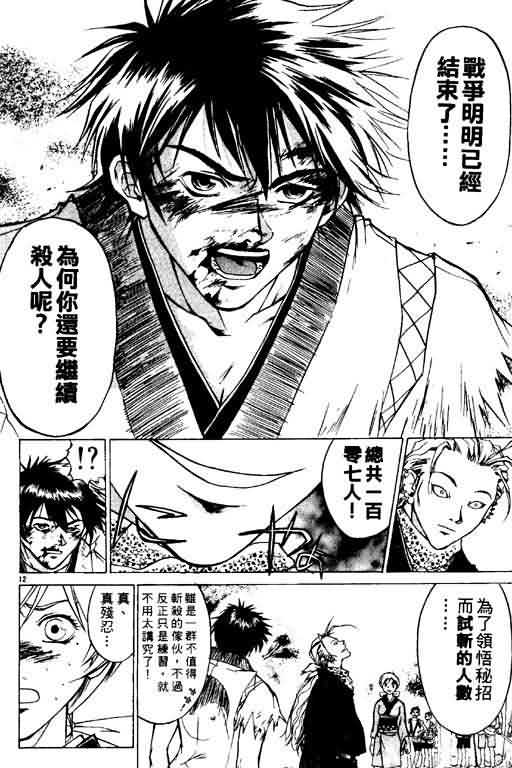 戰爭明明已經
結束了……
為何你還要繼續
殺人呢？
總共一百
零七人！
!?
12
為了領悟秘招
而試斬的人數
…
雖是一群不值得
斬殺的傢伙，不過
反正只是練習，就
不用太講究了！
真、
真殘忍…